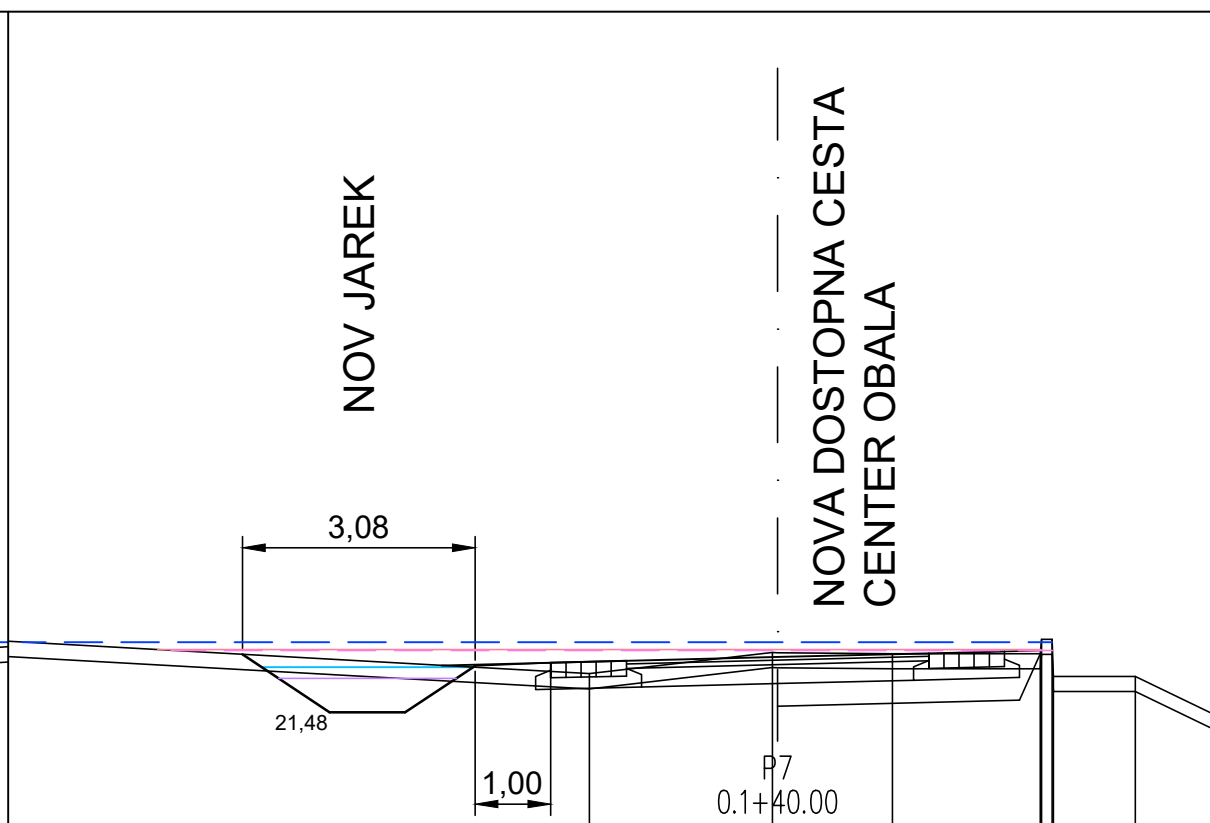 NOV JAREK
NOVA DOSTOPNA CESTA
CENTER OBALA
3,08
21,48
1,00
P7
0.1+40.00